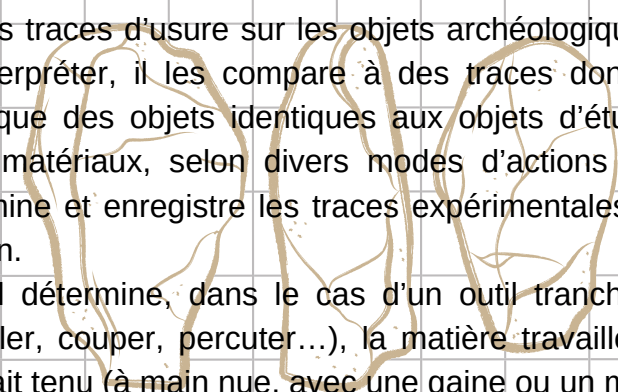 s traces d’usure sur les objets archéologiqu
erpréter, il les compare à des traces don
que des objets identiques aux objets d’étu
matériaux, selon divers modes d’actions
nine et enregistre les traces expérimentales
n.
l détermine, dans le cas d’un outil tranch
ler, couper, percuter…), la matière travaill
ait tenu (à main nue, avec une gaine ou un m